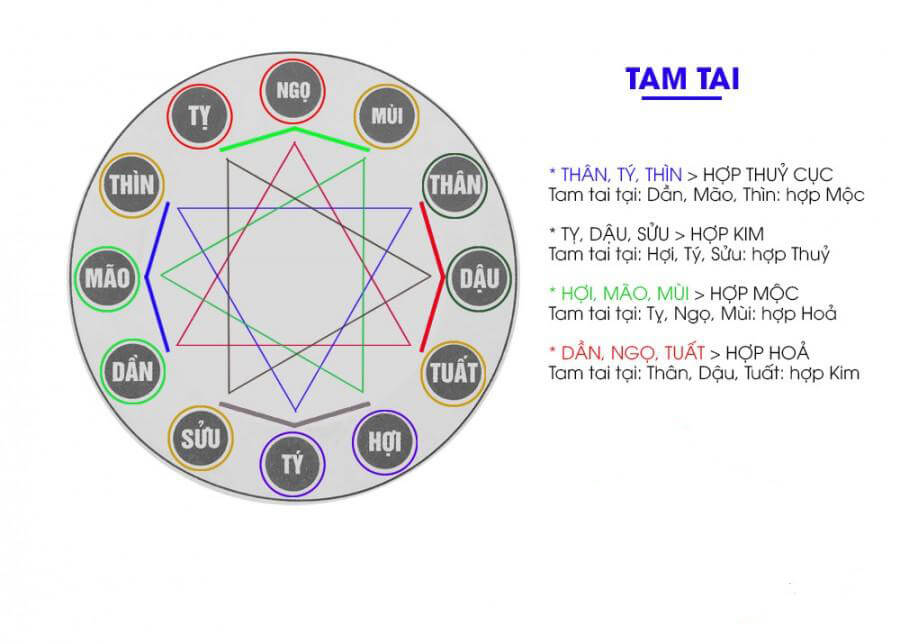 TAM TAI
NGỌ
TỴ
MÙI
THÌN
THÂN
MÃO
DẬU
DẦN
TUẤT
SỬU
HỢI
TÝ
* THÂN, TÝ, THÌN > HỢP THUỶ CỤC
Tam tai tại: Dần, Mão, Thìn: hợp Mộc
* TỴ, DẬU, SỬU > HỢP KIM
Tam tai tại: Hợi, Tý, Sửu: hợp Thuỷ
* HỢI, MÃO, MÙI > HỢP MỘC
Tam tai tại: Tỵ, Ngọ, Mùi: hợp Hoả
* DẦN, NGỌ, TUẤT > HỢP HOẢ
Tam tai tại: Thân, Dậu, Tuất: hợp Kim